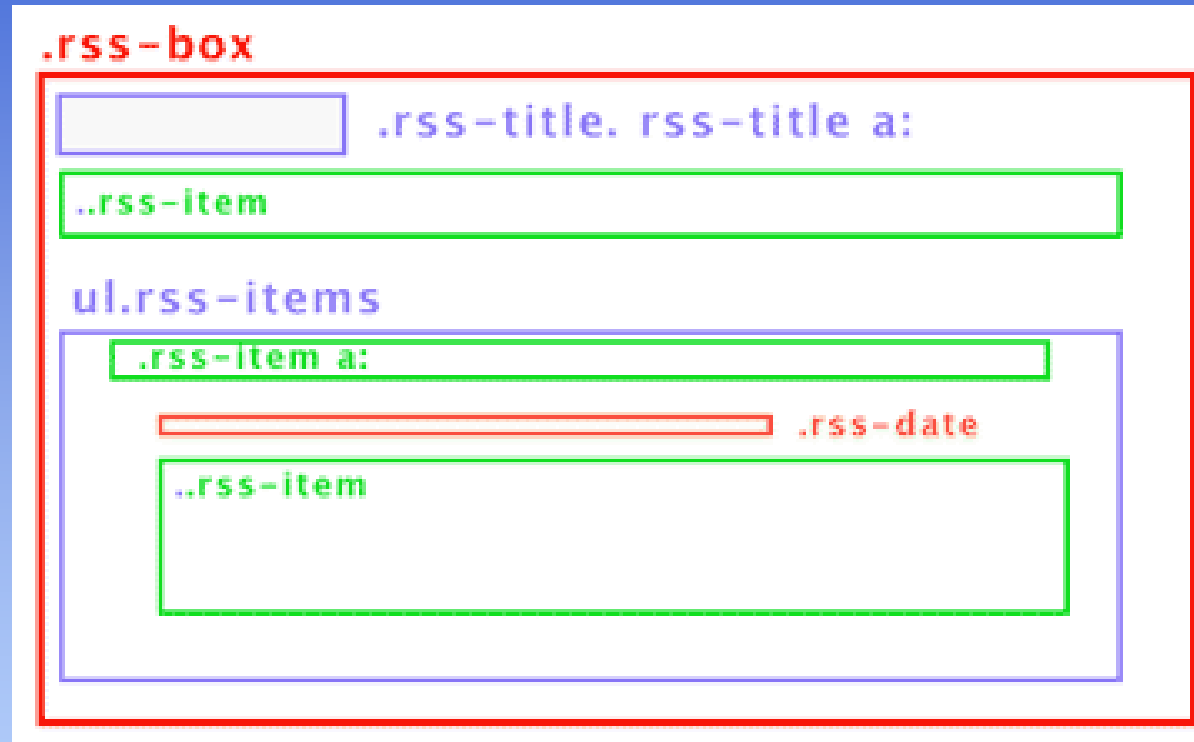 .rss-box
.rss-title. rss-title a:
..rss-item
ul.rss-items
.rss-item a:
.rss-date
..rss-item